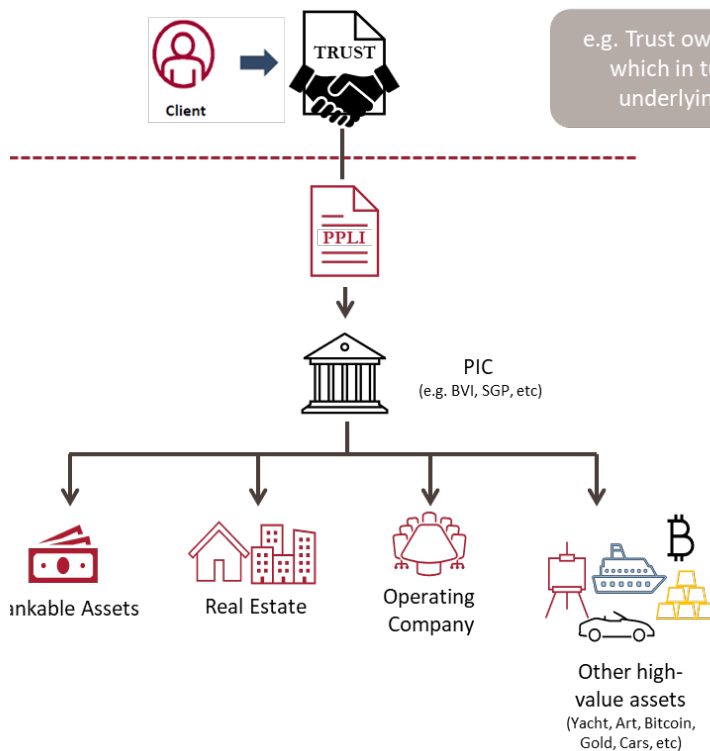 TRUST
Client
e.g. Trust ow
which in tu
underlyin
PPLI
PIC
(e.g. BVI, SGP, etc)
ankable Assets
Real Estate
Operating
Company
Other high-
value assets
(Yacht, Art, Bitcoin,
Gold, Cars, etc)